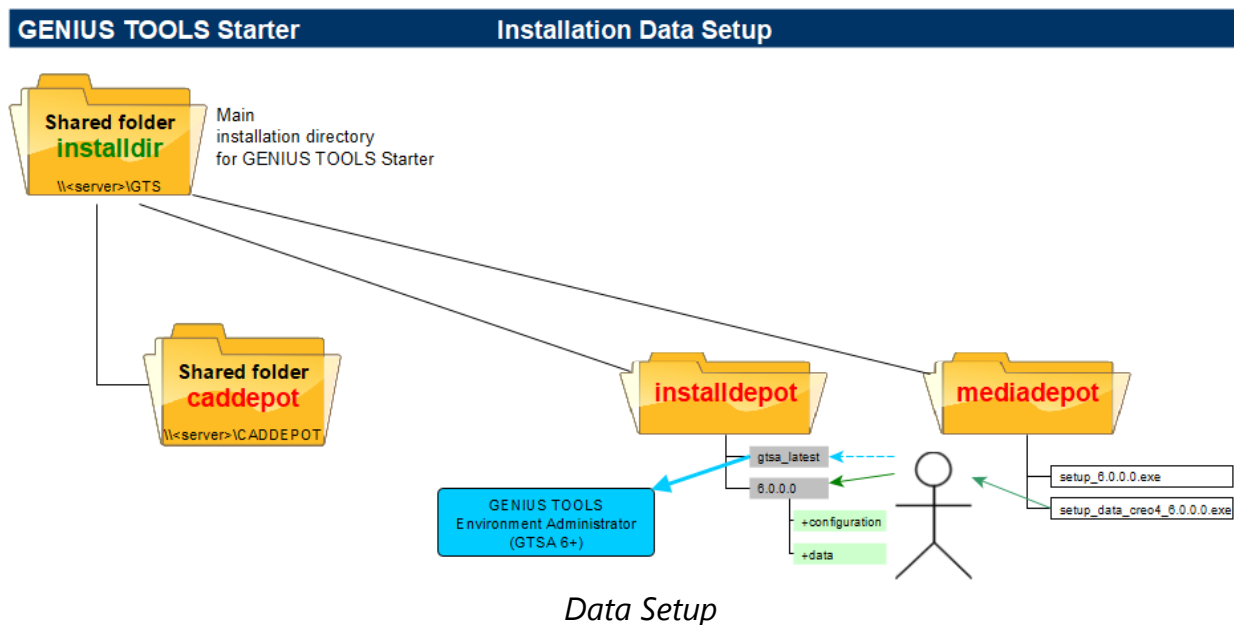 GENIUS TOOLS Starter Installation Data Setup
Shared folder
installdir
\\<server>\GTS
Main
installation directory
for GENIUS TOOLS Starter
Shared folder
caddepot
\\<server>\CADDEPOT
installdepot
mediadepot
gtsa_latest
6.0.0.0
+configuration
+data
GENIUS TOOLS
Environment Administrator
(GTSA 6+)
setup_6.0.0.0.exe
setup_data_creo4_6.0.0.0.exe
Data Setup